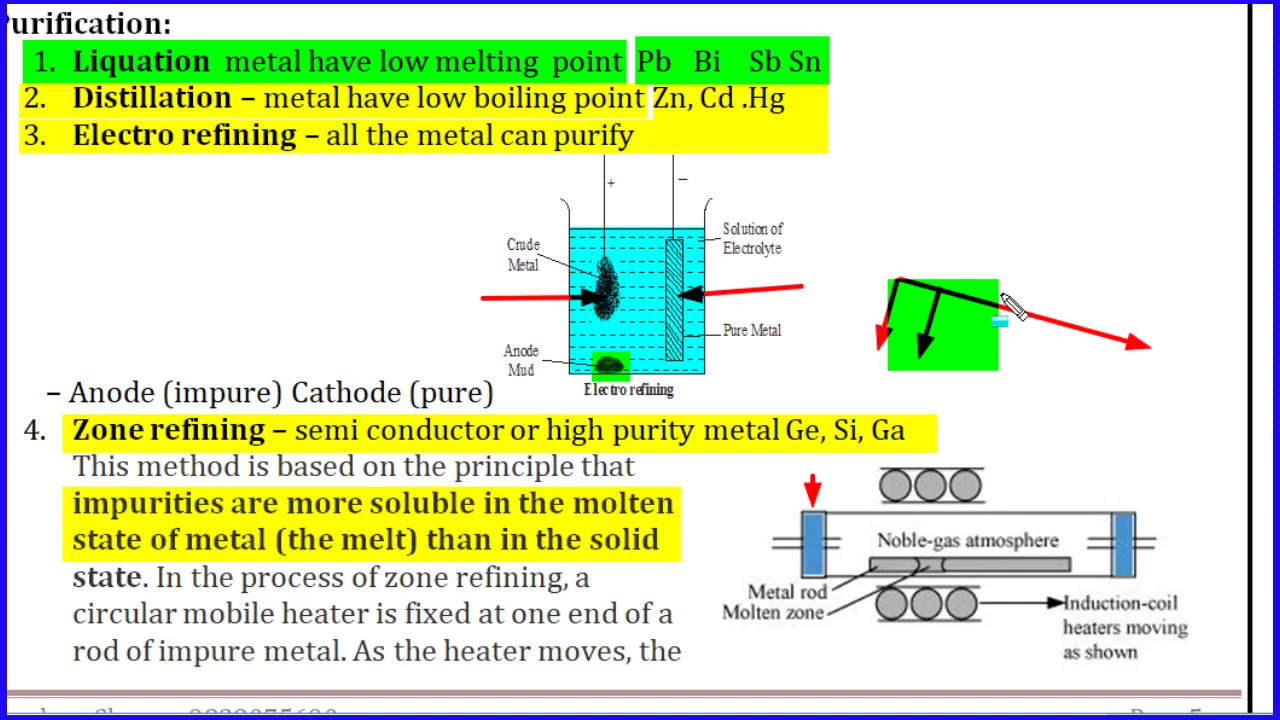 Purification:
1. Liquation metal have low melting point Pb Bi Sb Sn
2. Distillation – metal have low boiling point Zn, Cd .Hg
3. Electro refining – all the metal can purify
+ –
Crude
Metal
Solution of
Electrolyte
Pure Metal
Anode
Mud
Electro refining
– Anode (impure) Cathode (pure)
4. Zone refining – semi conductor or high purity metal Ge, Si, Ga
This method is based on the principle that
impurities are more soluble in the molten
state of metal (the melt) than in the solid
state. In the process of zone refining, a
circular mobile heater is fixed at one end of a
rod of impure metal. As the heater moves, the
Noble-gas atmosphere
Metal rod
Molten zone
Induction-coil
heaters moving
as shown